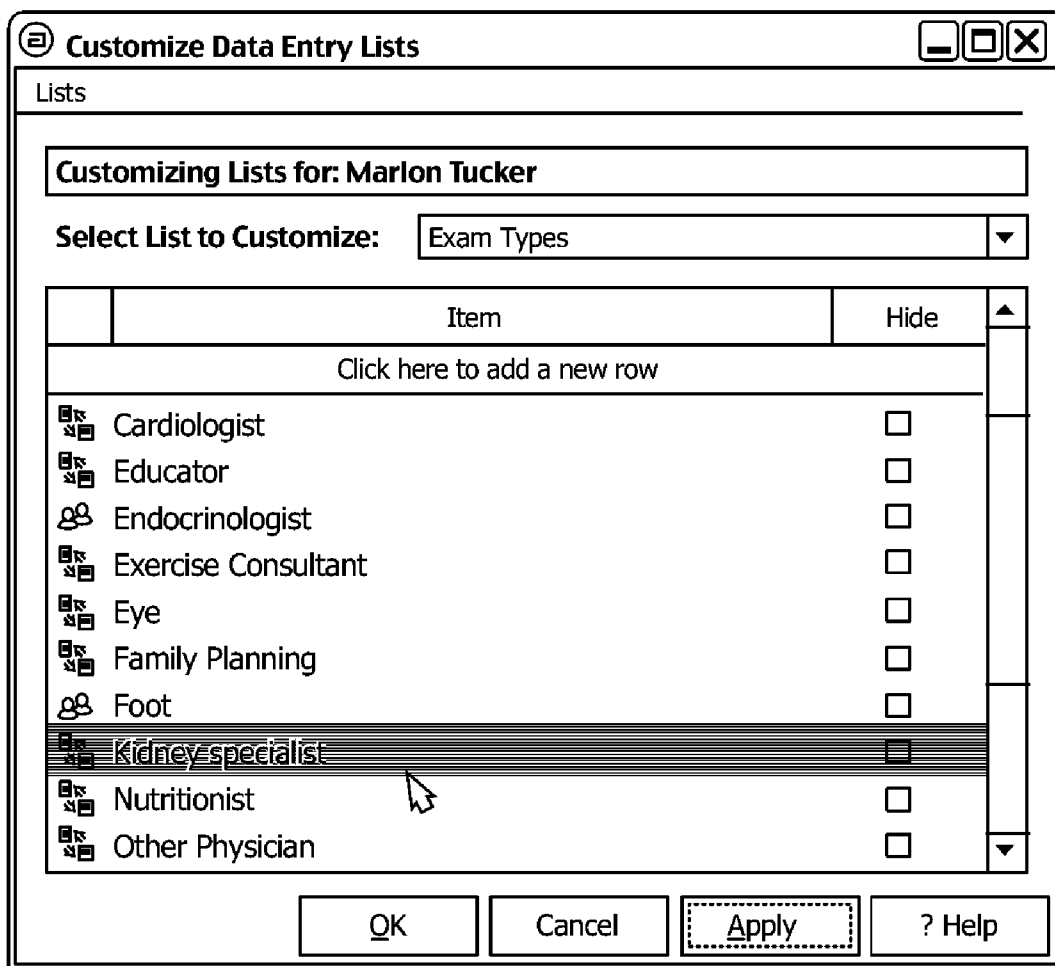 Customize Data Entry Lists
Lists
Customizing Lists for: Marlon Tucker
Select List to Customize: Exam Types
Item Hide
Click here to add a new row
Cardiologist
Educator
Endocrinologist
Exercise Consultant
Eye
Family Planning
Foot
Kidney specialist
Nutritionist
Other Physician
OK Cancel Apply ? Help